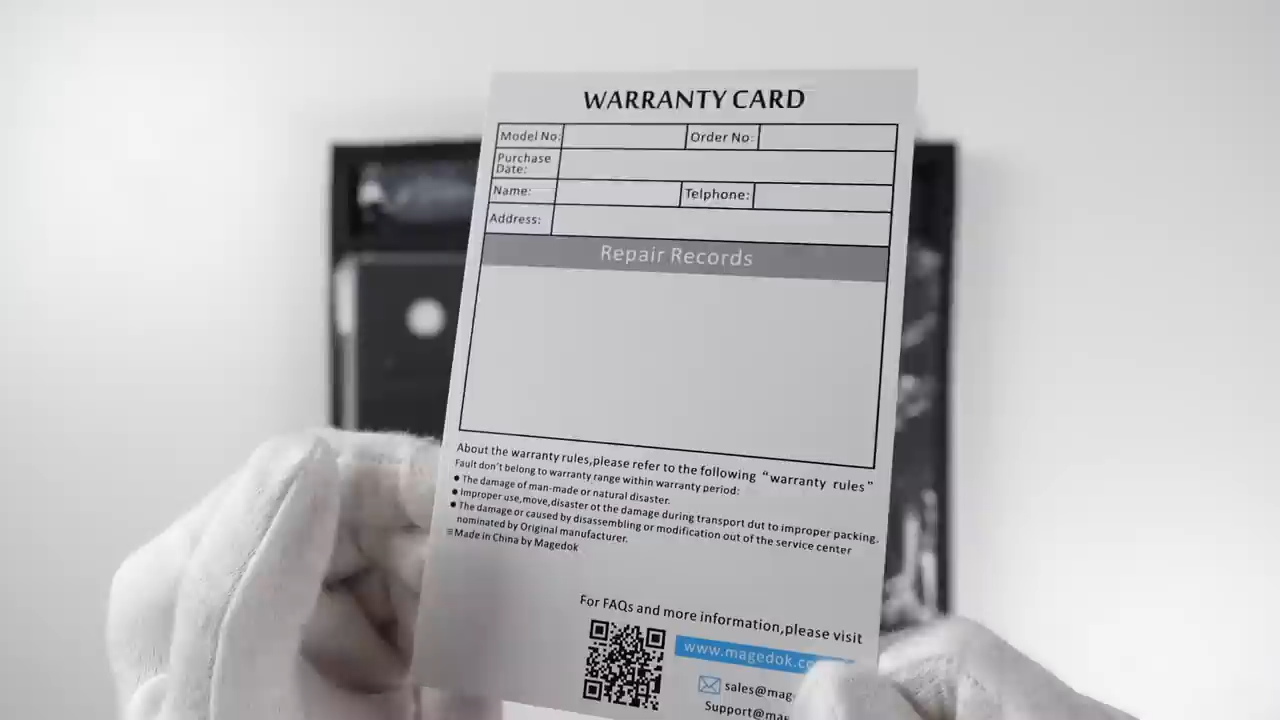 WARRANTY CARD
Model No: Order No:
Purchase
Date:
Name: Telphone:
Address:
Repair Records
About the warranty rules,please refer to the following “warranty rules”
Fault don't belong to warranty range within warranty period:
● The damage of man-made or natural disaster.
● Improper use,move,disaster ot the damage during transport dut to improper packing.
● The damage or caused by disassembling or modification out of the service center
nominated by Original manufacturer.
※Made in China by Magedok
For FAQs and more information,please visit
www.magedok.co
sales@mag
Support@mag